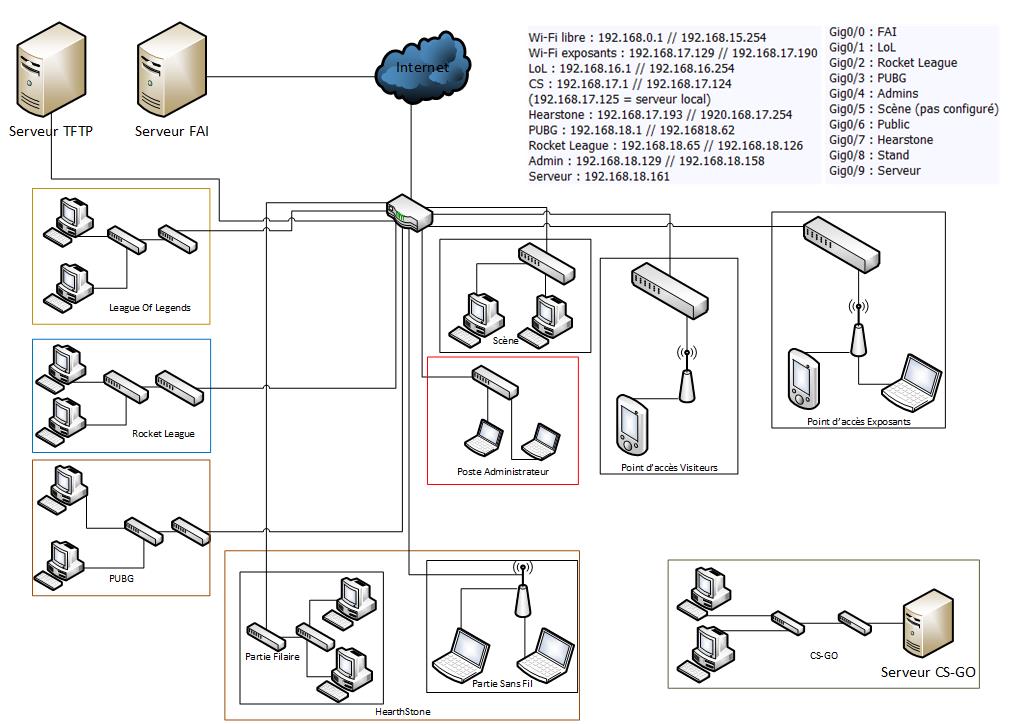 Serveur TFTP
Serveur FAI
Internet
Wi-Fi libre : 192.168.0.1 // 192.168.15.254
Wi-Fi exposants : 192.168.17.129 // 192.168.17.190
LoL : 192.168.16.1 // 192.168.16.254
CS : 192.168.17.1 // 192.168.17.124
(192.168.17.125 = serveur local)
Hearstone : 192.168.17.193 // 1920.168.17.254
PUBG : 192.168.18.1 // 192.16818.62
Rocket League : 192.168.18.65 // 192.168.18.126
Admin : 192.168.18.129 // 192.168.18.158
Serveur : 192.168.18.161
Gig0/0 : FAI
Gig0/1 : LoL
Gig0/2 : Rocket League
Gig0/3 : PUBG
Gig0/4 : Admins
Gig0/5 : Scène (pas configuré)
Gig0/6 : Public
Gig0/7 : Hearstone
Gig0/8 : Stand
Gig0/9 : Serveur
League Of Legends
Scène
Rocket League
Poste Administrateur
Point d'accès Visiteurs
Point d'accès Exposants
PUBG
Partie Filaire
Partie Sans Fil
HearthStone
CS-GO
Serveur CS-GO